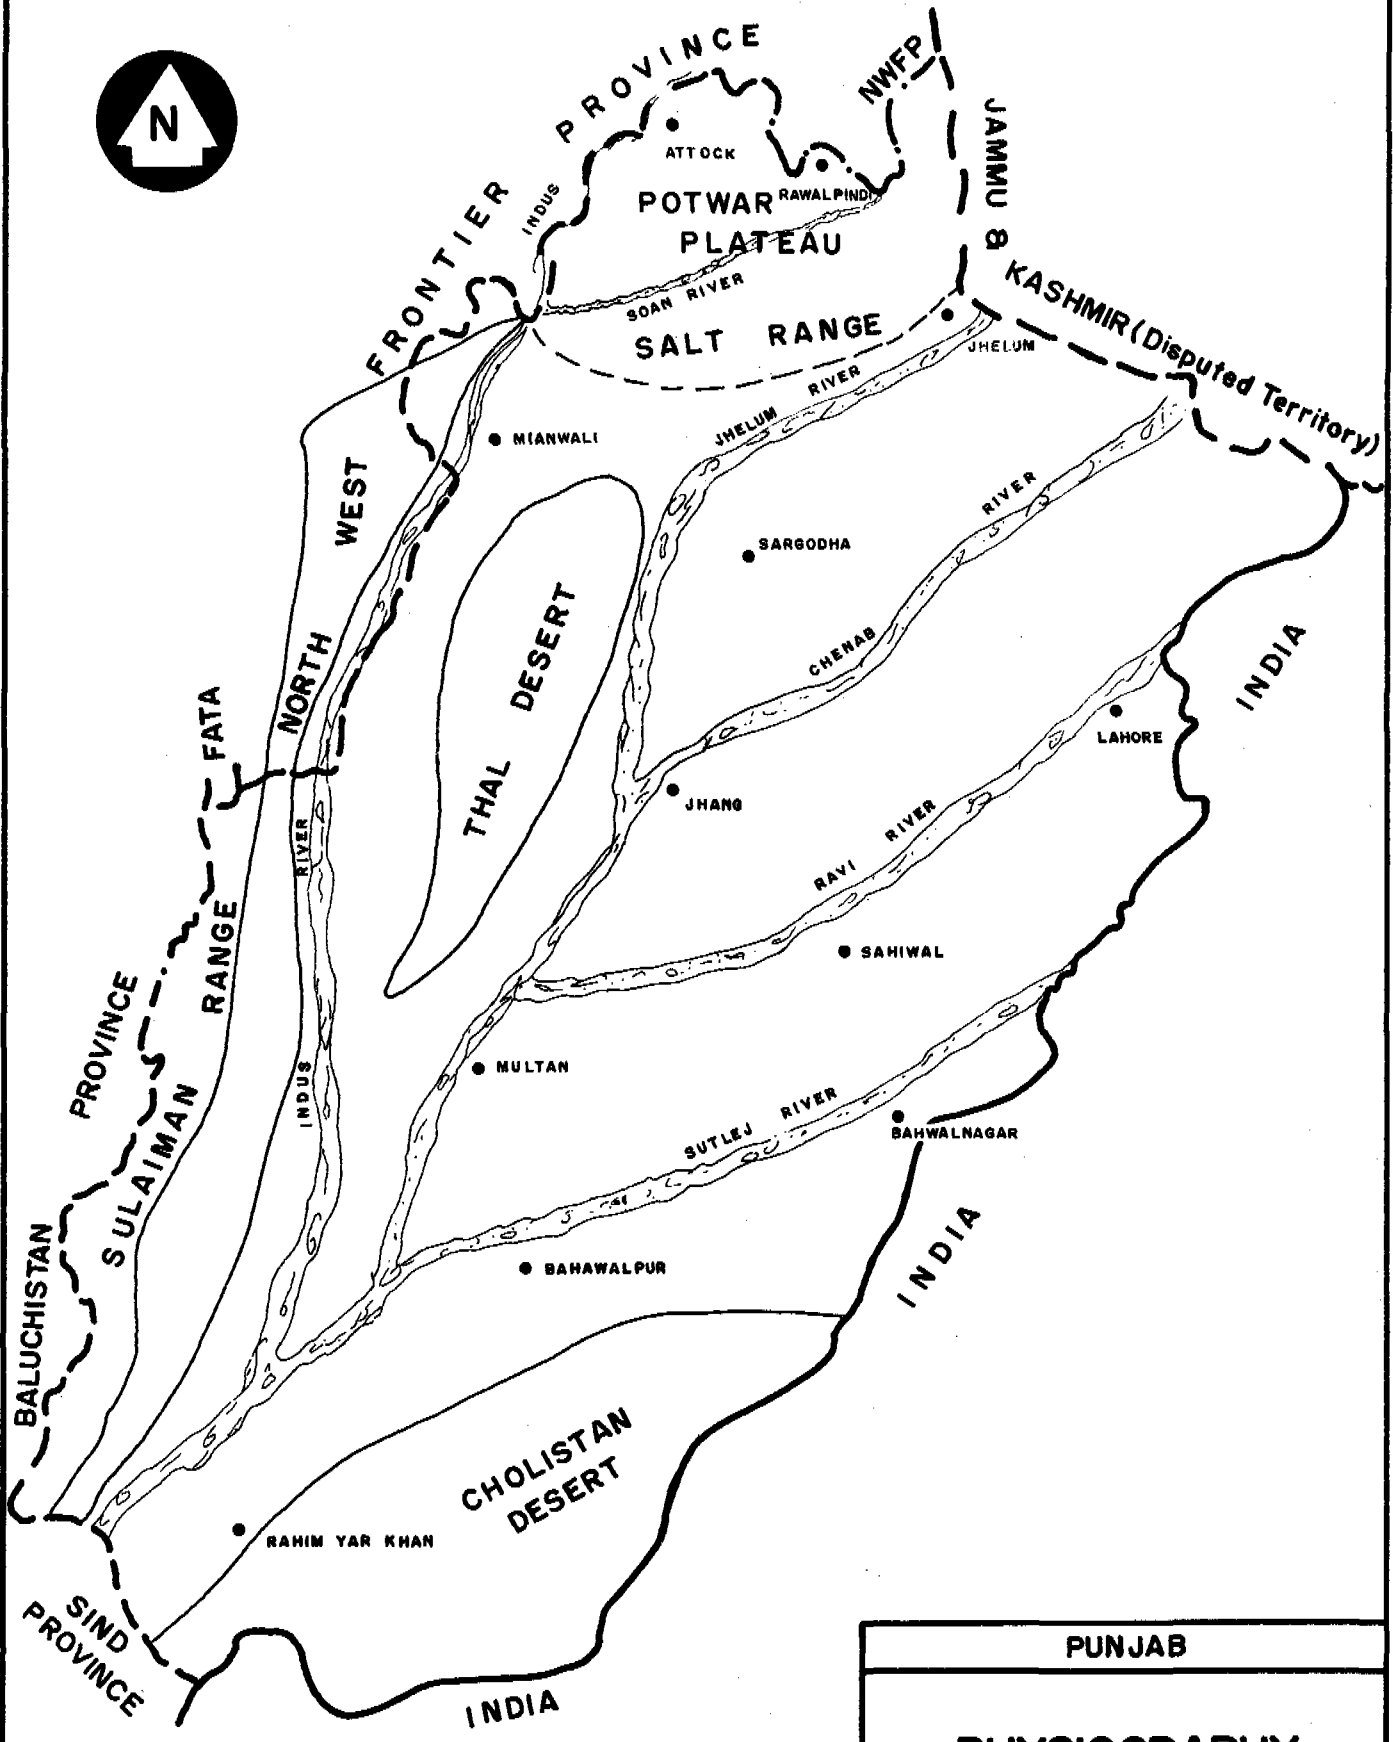 N
NORTH WEST FRONTIER PROVINCE
NWFP
JAMMU & KASHMIR (Disputed Territory)
ATTOCK
RAWALPINDI
INDUS
POTWAR
PLATEAU
SOAN RIVER
SALT RANGE
JHELUM
JHELUM RIVER
MIANWALI
SARGODHA
CHENAB RIVER
THAL DESERT
INDIA
LAHORE
FATA
JHANG
RAVI RIVER
INDUS RIVER
SULAIMAN RANGE
SAHIWAL
BALUCHISTAN PROVINCE
MULTAN
SUTLEJ RIVER
BAHWALNAGAR
INDIA
BAHAWALPUR
CHOLISTAN
DESERT
RAHIM YAR KHAN
SIND
PROVINCE
INDIA
PUNJAB
PHYSIOGRAPHY